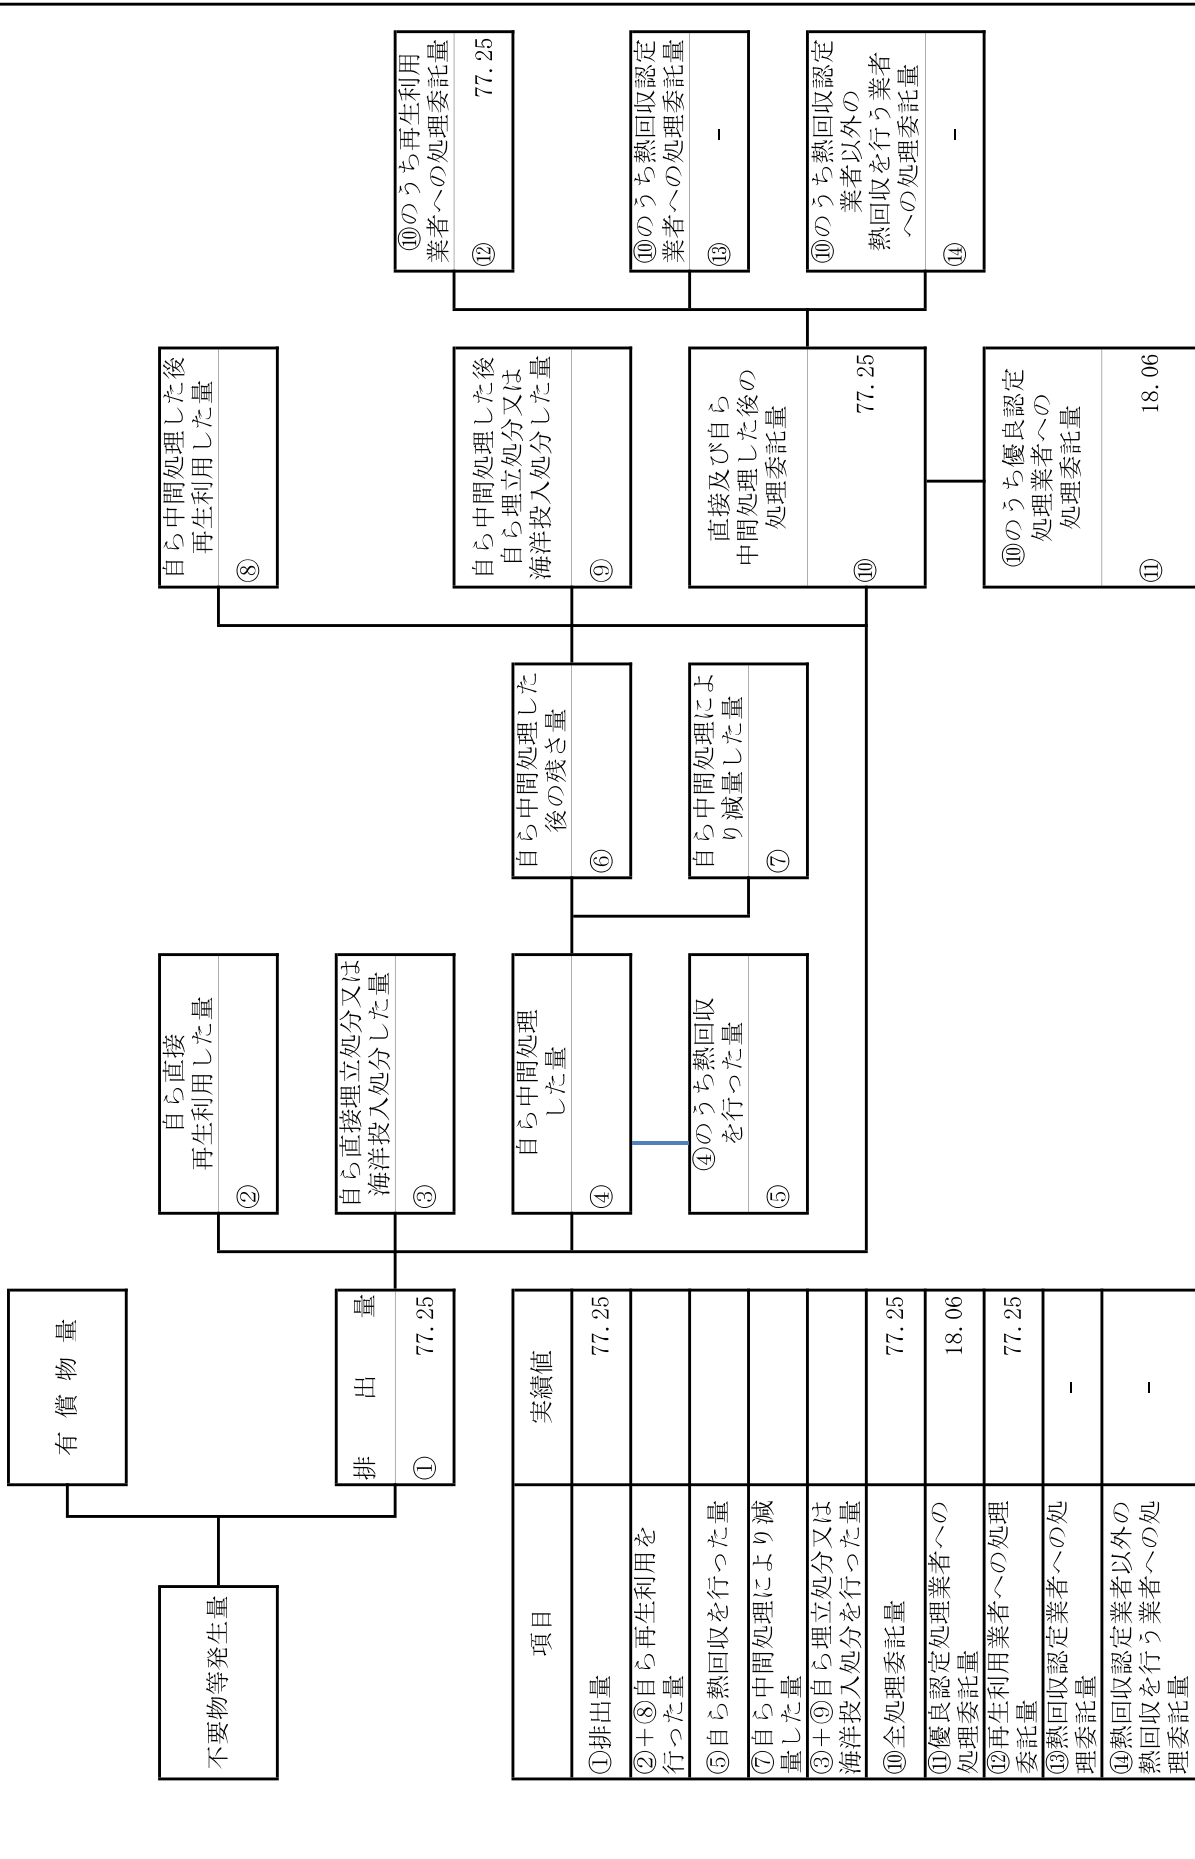 有 償 物 量
不要物等発生量
排 出 量
① 77.25
自ら直接
再生利用した量
②
自ら直接埋立処分又は
海洋投入処分した量
③
自ら中間処理
した量
④
④のうち熱回収
を行った量
⑤
自ら中間処理した
後の残さ量
⑥
自ら中間処理によ
り減量した量
⑦
自ら中間処理した後
再生利用した量
⑧
自ら中間処理した後
自ら埋立処分又は
海洋投入処分した量
⑨
直接及び自ら
中間処理した後の
処理委託量
⑩ 77.25
⑩のうち優良認定
処理業者への
処理委託量
⑪ 18.06
⑩のうち再生利用
業者への処理委託量
⑫ 77.25
⑩のうち熱回収認定
業者への処理委託量
⑬ -
⑩のうち熱回収認定
業者以外の
熱回収を行う業者
への処理委託量
⑭ -
項目 実績値
①排出量 77.25
②+⑧自ら再生利用を
行った量
⑤自ら熱回収を行った量
⑦自ら中間処理により減
量した量
③+⑨自ら埋立処分又は
海洋投入処分を行った量
⑩全処理委託量 77.25
⑪優良認定処理業者への
処理委託量 18.06
⑫再生利用業者への処理
委託量 77.25
⑬熱回収認定業者への処
理委託量 -
⑭熱回収認定業者以外の
熱回収を行う業者への処
理委託量 -